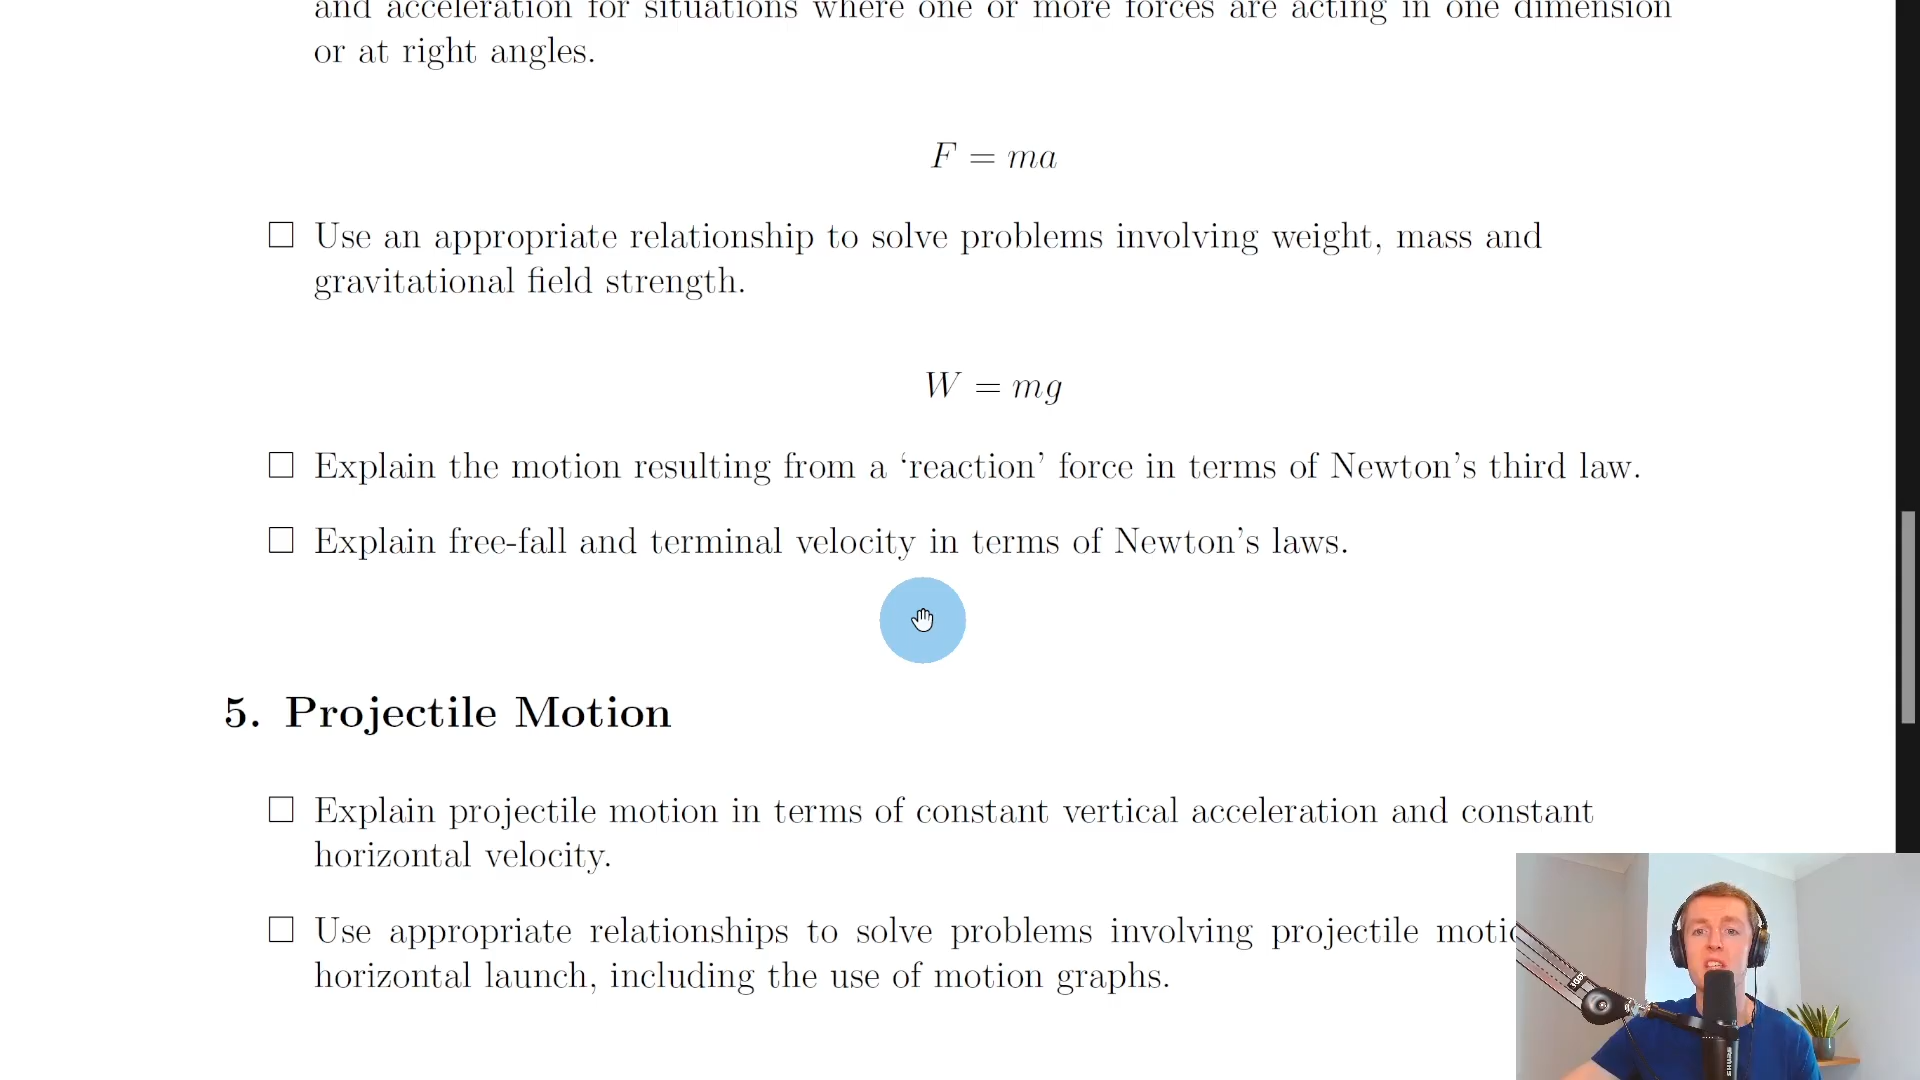 and acceleration for situations where one or more forces are acting in one dimension
or at right angles.
F = ma
☐ Use an appropriate relationship to solve problems involving weight, mass and
gravitational field strength.
W = mg
☐ Explain the motion resulting from a ‘reaction’ force in terms of Newton’s third law.
☐ Explain free-fall and terminal velocity in terms of Newton’s laws.
5. Projectile Motion
☐ Explain projectile motion in terms of constant vertical acceleration and constant
horizontal velocity.
☐ Use appropriate relationships to solve problems involving projectile
horizontal launch, including the use of motion graphs.